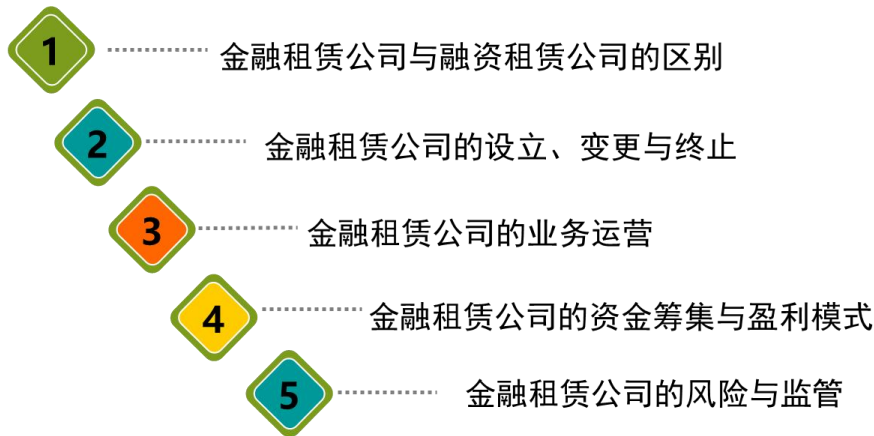 1 金融租赁公司与融资租赁公司的区别
2 金融租赁公司的设立、变更与终止
3 金融租赁公司的业务运营
4 金融租赁公司的资金筹集与盈利模式
5 金融租赁公司的风险与监管